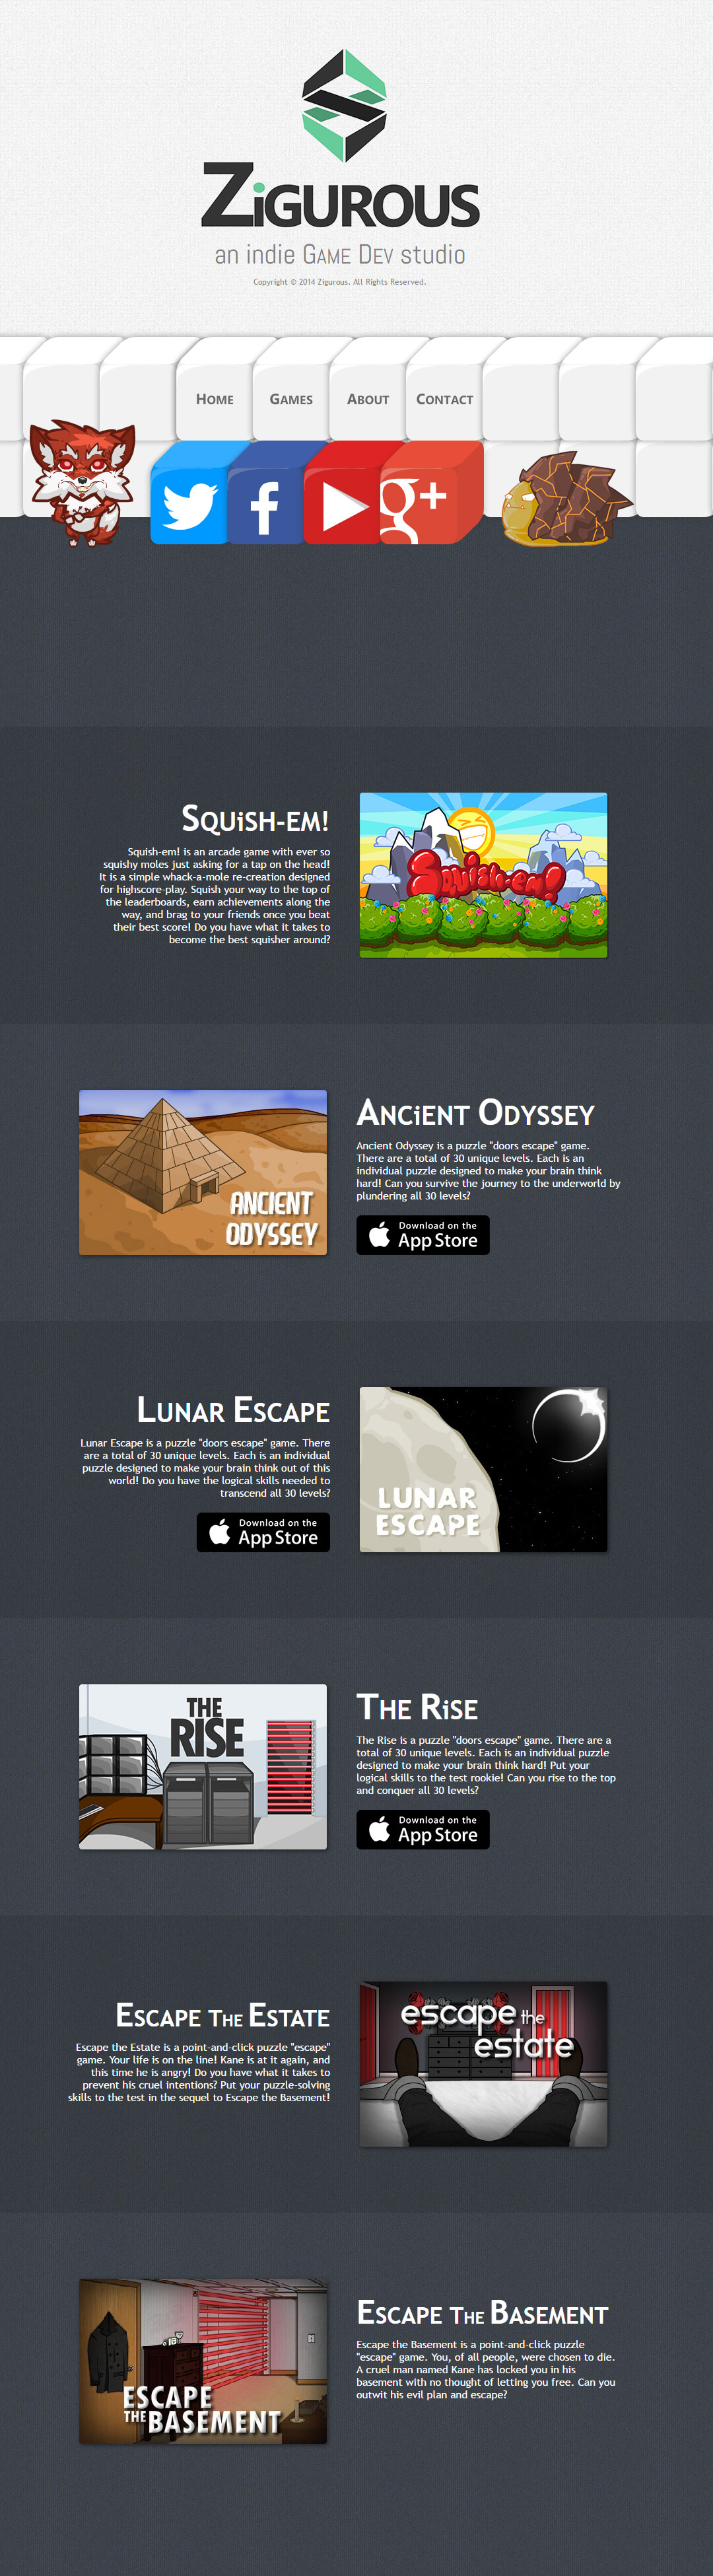 ZiGUROUS
an indie GAME DEV studio
Copyright © 2014 Zigurous. All Rights Reserved.
HOME GAMES ABOUT CONTACT
f g+
SQUiSH-EM!
Squish-em! is an arcade game with ever so
squishy moles just asking for a tap on the head!
It is a simple whack-a-mole re-creation designed
for highscore-play. Squish your way to the top of
the leaderboards, earn achievements along the
way, and brag to your friends once you beat
their best score! Do you have what it takes to
become the best squisher around?
Squish-em!
ANCIENT
ODYSSEY
ANCiENT ODYSSEY
Ancient Odyssey is a puzzle "doors escape" game.
There are a total of 30 unique levels. Each is an
individual puzzle designed to make your brain think
hard! Can you survive the journey to the underworld by
plundering all 30 levels?
Download on the
App Store
LUNAR ESCAPE
Lunar Escape is a puzzle "doors escape" game. There
are a total of 30 unique levels. Each is an individual
puzzle designed to make your brain think out of this
world! Do you have the logical skills needed to
transcend all 30 levels?
Download on the
App Store
LUNAR
ESCAPE
THE
RISE
THE RiSE
The Rise is a puzzle "doors escape" game. There are a
total of 30 unique levels. Each is an individual puzzle
designed to make your brain think hard! Put your
logical skills to the test rookie! Can you rise to the top
and conquer all 30 levels?
Download on the
App Store
ESCAPE THE ESTATE
Escape the Estate is a point-and-click puzzle "escape"
game. Your life is on the line! Kane is at it again, and
this time he is angry! Do you have what it takes to
prevent his cruel intentions? Put your puzzle-solving
skills to the test in the sequel to Escape the Basement!
escape the
estate
ESCAPE
THE BASEMENT
ESCAPE THE BASEMENT
Escape the Basement is a point-and-click puzzle
"escape" game. You, of all people, were chosen to die.
A cruel man named Kane has locked you in his
basement with no thought of letting you free. Can you
outwit his evil plan and escape?